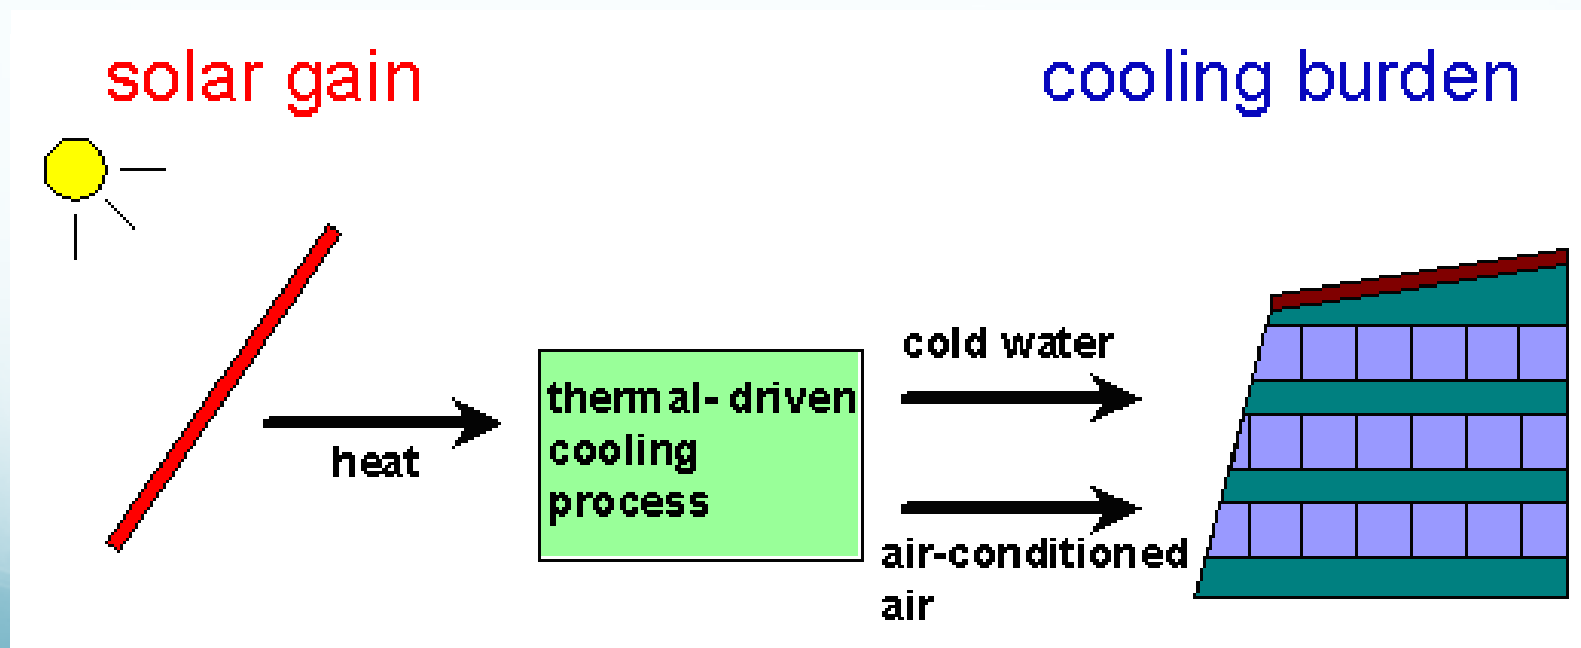 solar gain
cooling burden
heat
thermal- driven
cooling
process
cold water
air-conditioned
air